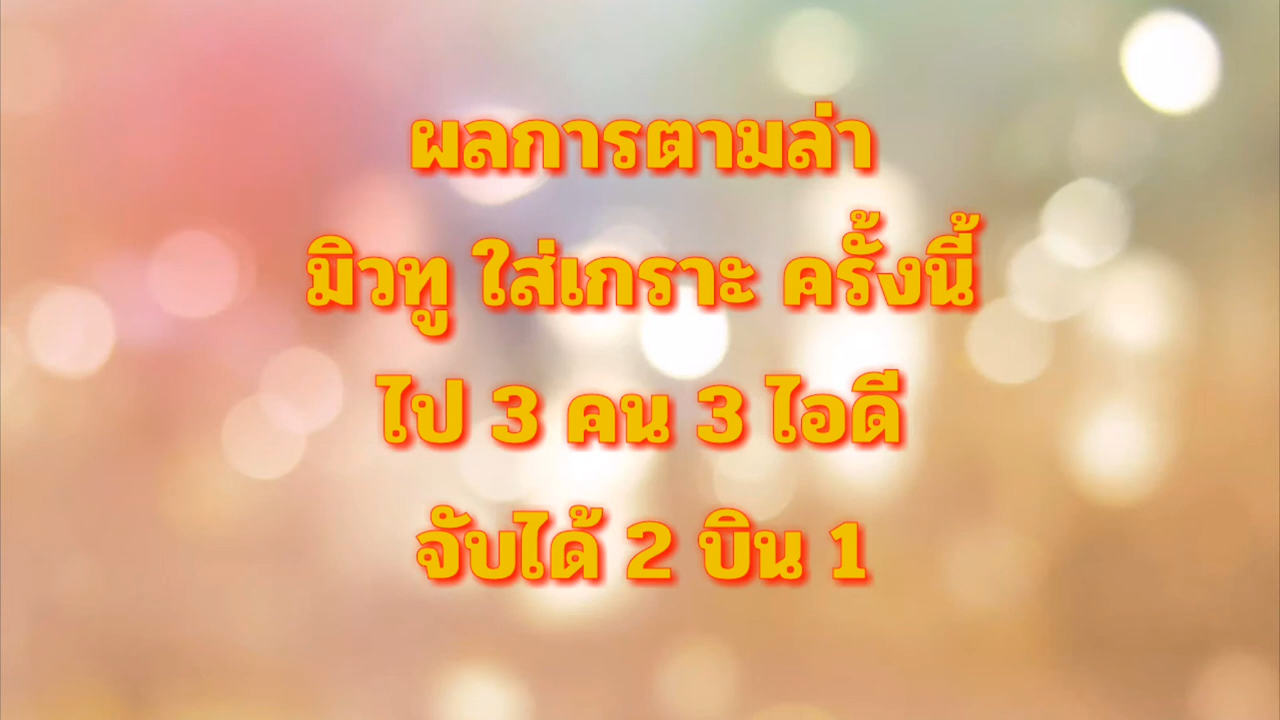 ผลการตามล่า
มิวทู ใส่เกราะ ครั้งนี้
ไป 3 คน 3 ไอดี
จับได้ 2 บิน 1